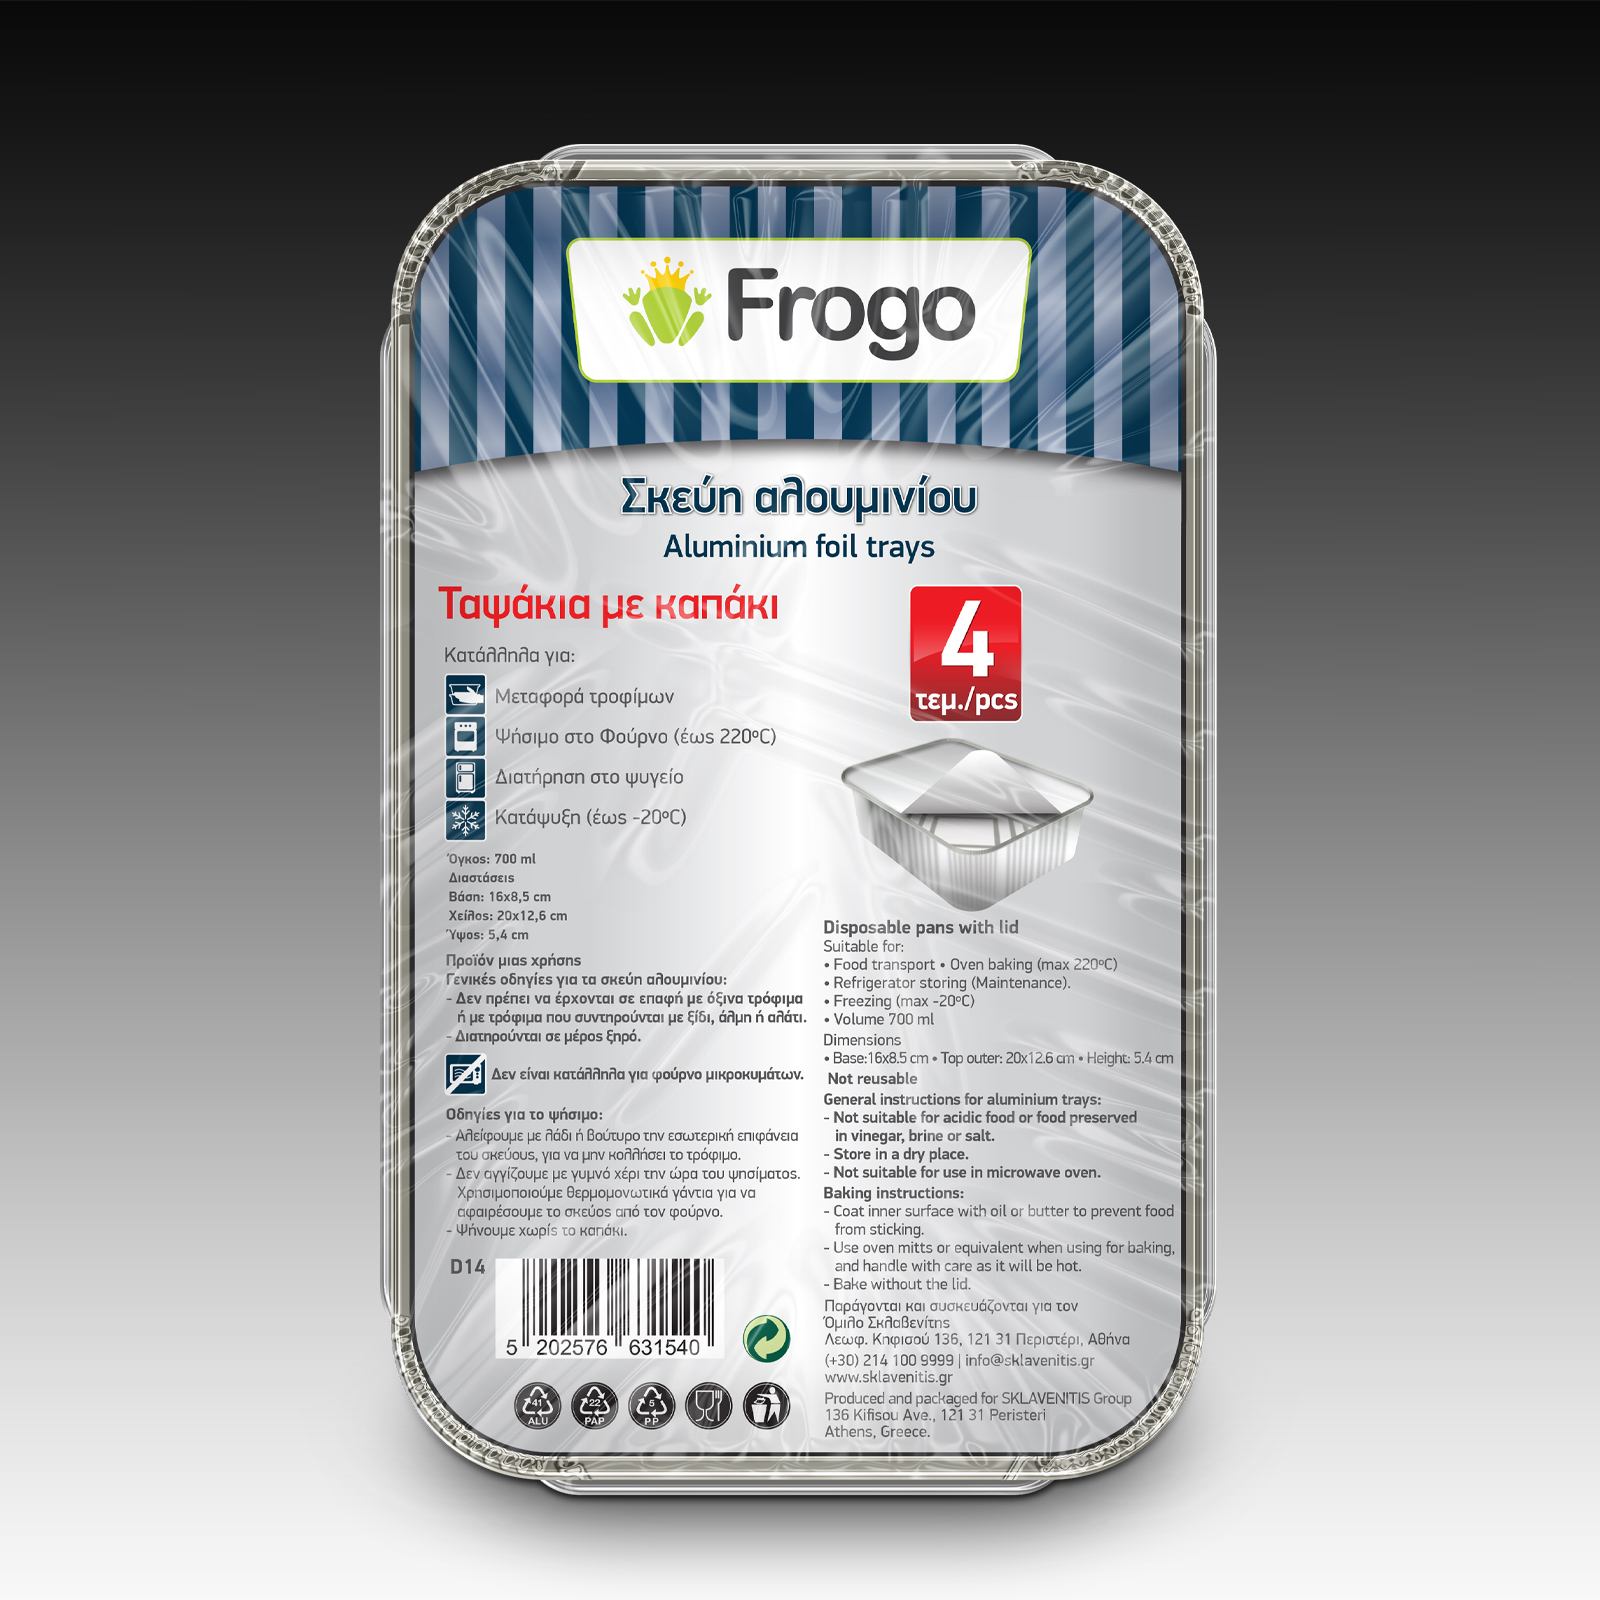 Frogo
Σκεύη αλουμινίου
Aluminium foil trays
Ταψάκια με καπάκι
4
τεμ./pcs
Κατάλληλα για:
Μεταφορά τροφίμων
Ψήσιμο στο Φούρνο (έως 220ºC)
Διατήρηση στο ψυγείο
Κατάψυξη (έως -20ºC)
Όγκος: 700 ml
Διαστάσεις
Βάση: 16x8,5 cm
Χείλος: 20x12,6 cm
Ύψος: 5,4 cm
Προϊόν μιας χρήσης
Γενικές οδηγίες για τα σκεύη αλουμινίου:
- Δεν πρέπει να έρχονται σε επαφή με όξινα τρόφιμα
ή με τρόφιμα που συντηρούνται με ξίδι, άλμη ή αλάτι.
- Διατηρούνται σε μέρος ξηρό.
Δεν είναι κατάλληλα για φούρνο μικροκυμάτων.
Οδηγίες για το ψήσιμο:
- Αλείφουμε με λάδι ή βούτυρο την εσωτερική επιφάνεια
του σκεύους, για να μην κολλήσει το τρόφιμο.
- Δεν αγγίζουμε με γυμνό χέρι την ώρα του ψησίματος.
Χρησιμοποιούμε θερμομονωτικά γάντια για να
αφαιρέσουμε το σκεύος από τον φούρνο.
- Ψήνουμε χωρίς το καπάκι.
D14
5 202576 631540
41
ALU
22
PAP
5
PP
Disposable pans with lid
Suitable for:
• Food transport • Oven baking (max 220ºC)
• Refrigerator storing (Maintenance).
• Freezing (max -20ºC)
• Volume 700 ml
Dimensions
• Base:16x8.5 cm • Top outer: 20x12.6 cm • Height: 5.4 cm
Not reusable
General instructions for aluminium trays:
- Not suitable for acidic food or food preserved
in vinegar, brine or salt.
- Store in a dry place.
- Not suitable for use in microwave oven.
Baking instructions:
- Coat inner surface with oil or butter to prevent food
from sticking.
- Use oven mitts or equivalent when using for baking,
and handle with care as it will be hot.
- Bake without the lid.
Παράγονται και συσκευάζονται για τον
Όμιλο Σκλαβενίτης
Λεωφ. Κηφισού 136, 121 31 Περιστέρι, Αθήνα
(+30) 214 100 9999 | info@sklavenitis.gr
www.sklavenitis.gr
Produced and packaged for SKLAVENITIS Group
136 Kifisou Ave., 121 31 Peristeri
Athens, Greece.